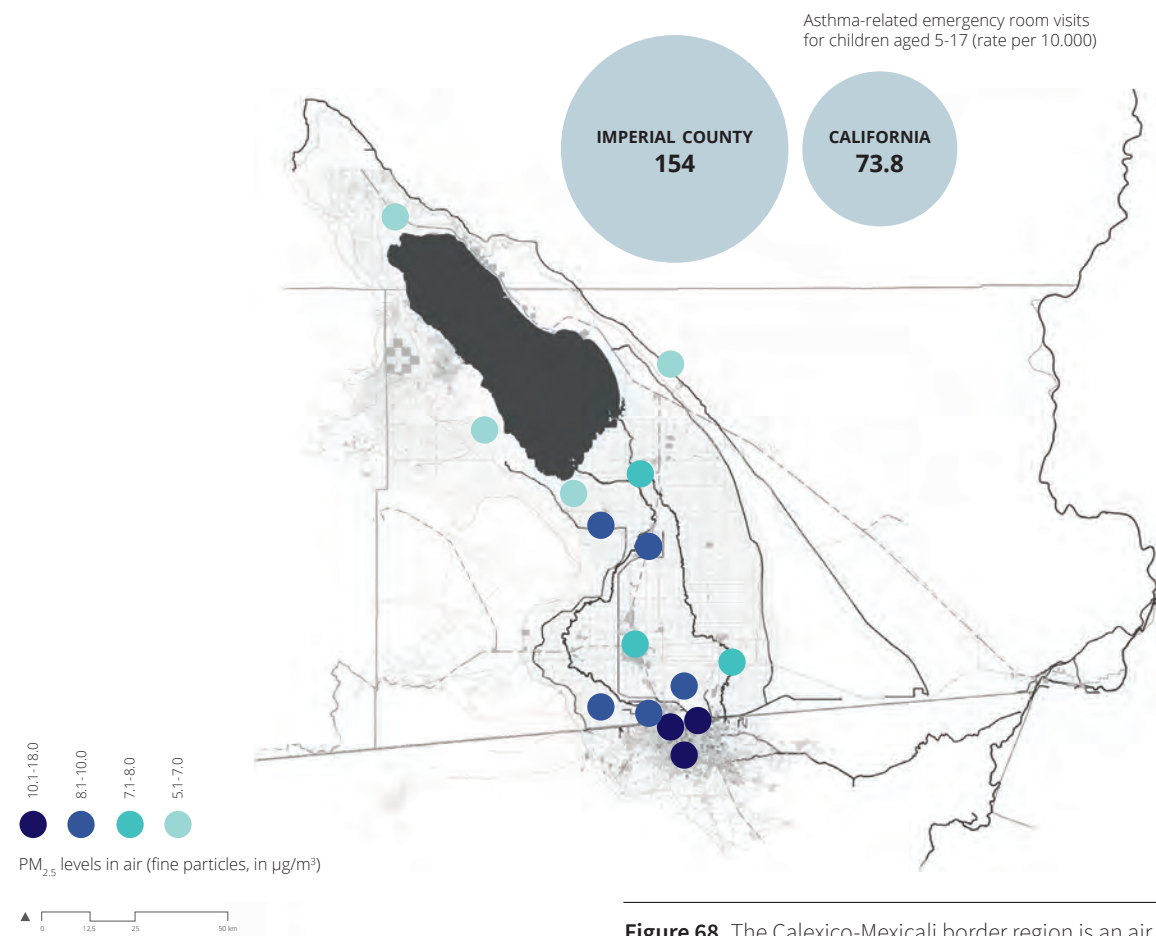 Asthma-related emergency room visits
for children aged 5-17 (rate per 10.000)
IMPERIAL COUNTY
154
CALIFORNIA
73.8
10.1-18.0
8.1-10.0
7.1-8.0
5.1-7.0
PM2.5 levels in air (fine particles, in µg/m³)
0 12,5 25 50 km
Figure 68 The Calexico-Mexicali border region is an air